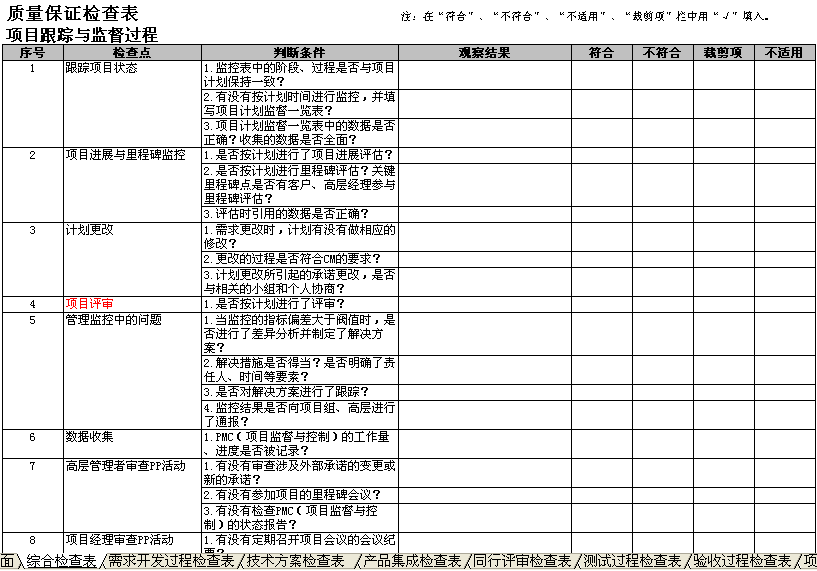 质量保证检查表
注：在“符合”、“不符合”、“不适用”、“裁剪项”栏中用“√”填入。
项目跟踪与监督过程
序号 检查点 判断条件 观察结果 符合 不符合 裁剪项 不适用
1 跟踪项目状态 1.监控表中的阶段、过程是否与项目
计划保持一致？
2.有没有按计划时间进行监控，并填
写项目计划监督一览表？
3.项目计划监督一览表中的数据是否
正确？收集的数据是否全面？
2 项目进展与里程碑监控 1.是否按计划进行了项目进展评估？
2.是否按计划进行里程碑评估？关键
里程碑点是否有客户、高层经理参与
里程碑评估？
3.评估时引用的数据是否正确？
3 计划更改 1.需求更改时，计划有没有做相应的
修改？
2.更改的过程是否符合CM的要求？
3.计划更改所引起的承诺更改，是否
与相关的小组和个人协商？
4 项目评审 1.是否按计划进行了评审？
5 管理监控中的问题 1.当监控的指标偏差大于阀值时，是
否进行了差异分析并制定了解决方
案？
2.解决措施是否得当？是否明确了责
任人、时间等要素？
3.是否对解决方案进行了跟踪？
4.监控结果是否向项目组、高层进行
了通报？
6 数据收集 1.PMC（项目监督与控制）的工作量
、进度是否被记录？
7 高层管理者审查PP活动 1.有没有审查涉及外部承诺的变更或
新的承诺？
2.有没有参加项目的里程碑会议？
3.有没有检查PMC（项目监督与控
制）的状态报告？
8 项目经理审查PP活动 1.有没有定期召开项目会议的会议纪
要？
面 综合检查表 需求开发过程检查表 技术方案检查表 产品集成检查表 同行评审检查表 测试过程检查表 验收过程检查表 项